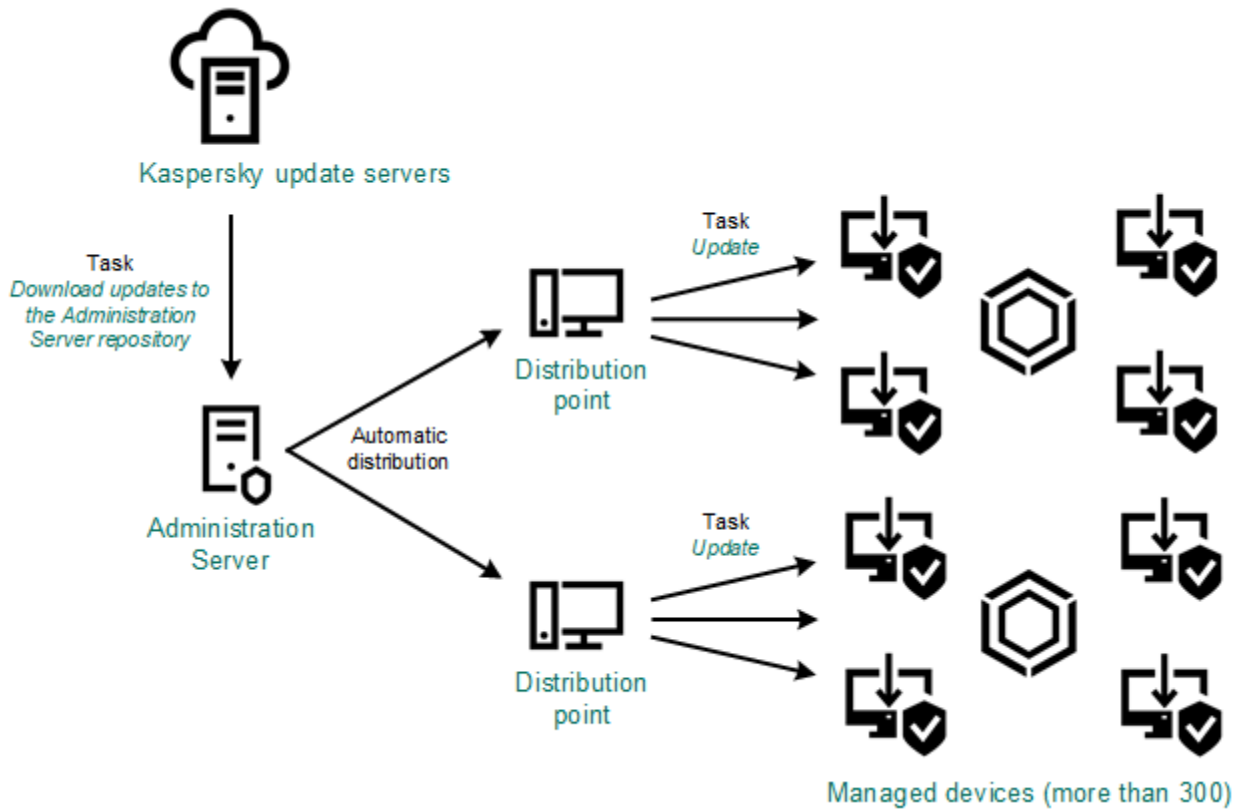 Kaspersky update servers
Task
Download updates to
the Administration
Server repository
Administration
Server
Automatic
distribution
Distribution
point
Task
Update
Distribution
point
Task
Update
Managed devices (more than 300)